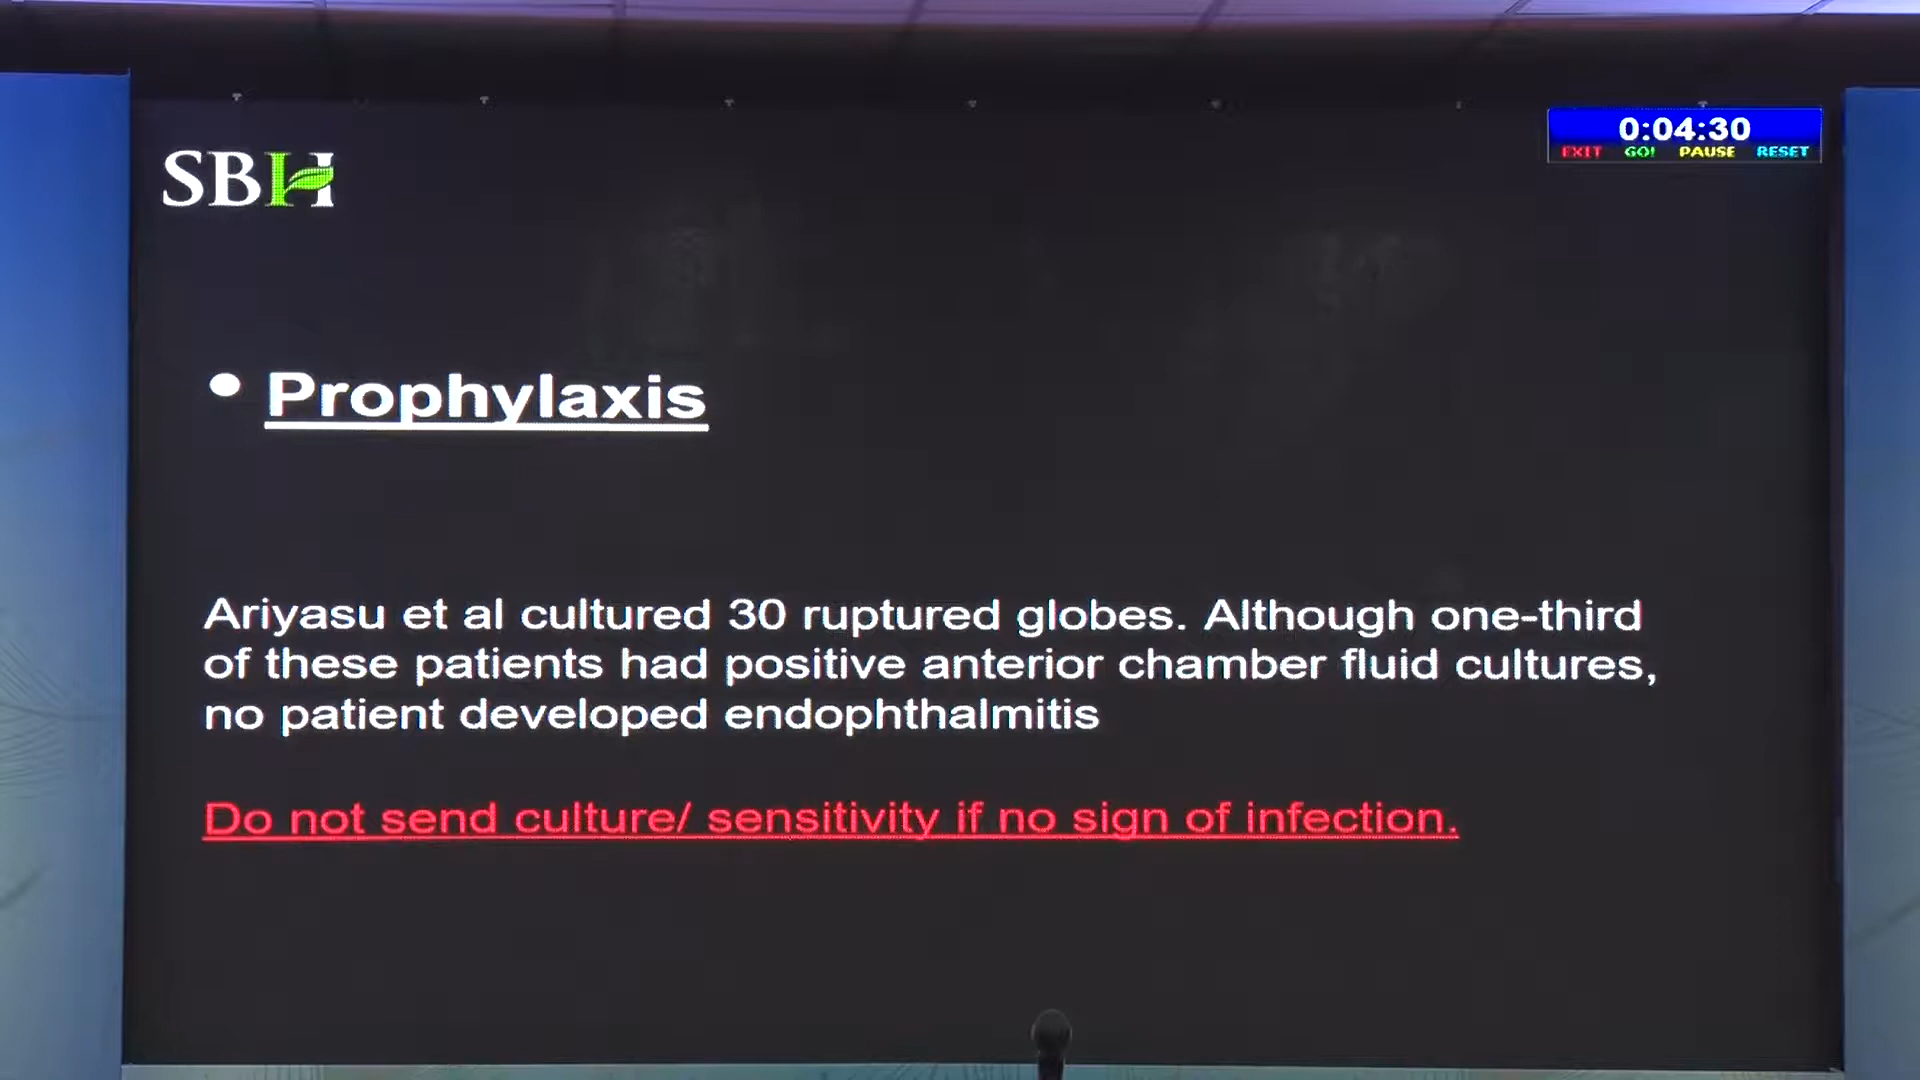 SBH
0:04:30
EXIT GO! PAUSE RESET
• Prophylaxis
Ariyasu et al cultured 30 ruptured globes. Although one-third
of these patients had positive anterior chamber fluid cultures,
no patient developed endophthalmitis
Do not send culture/ sensitivity if no sign of infection.